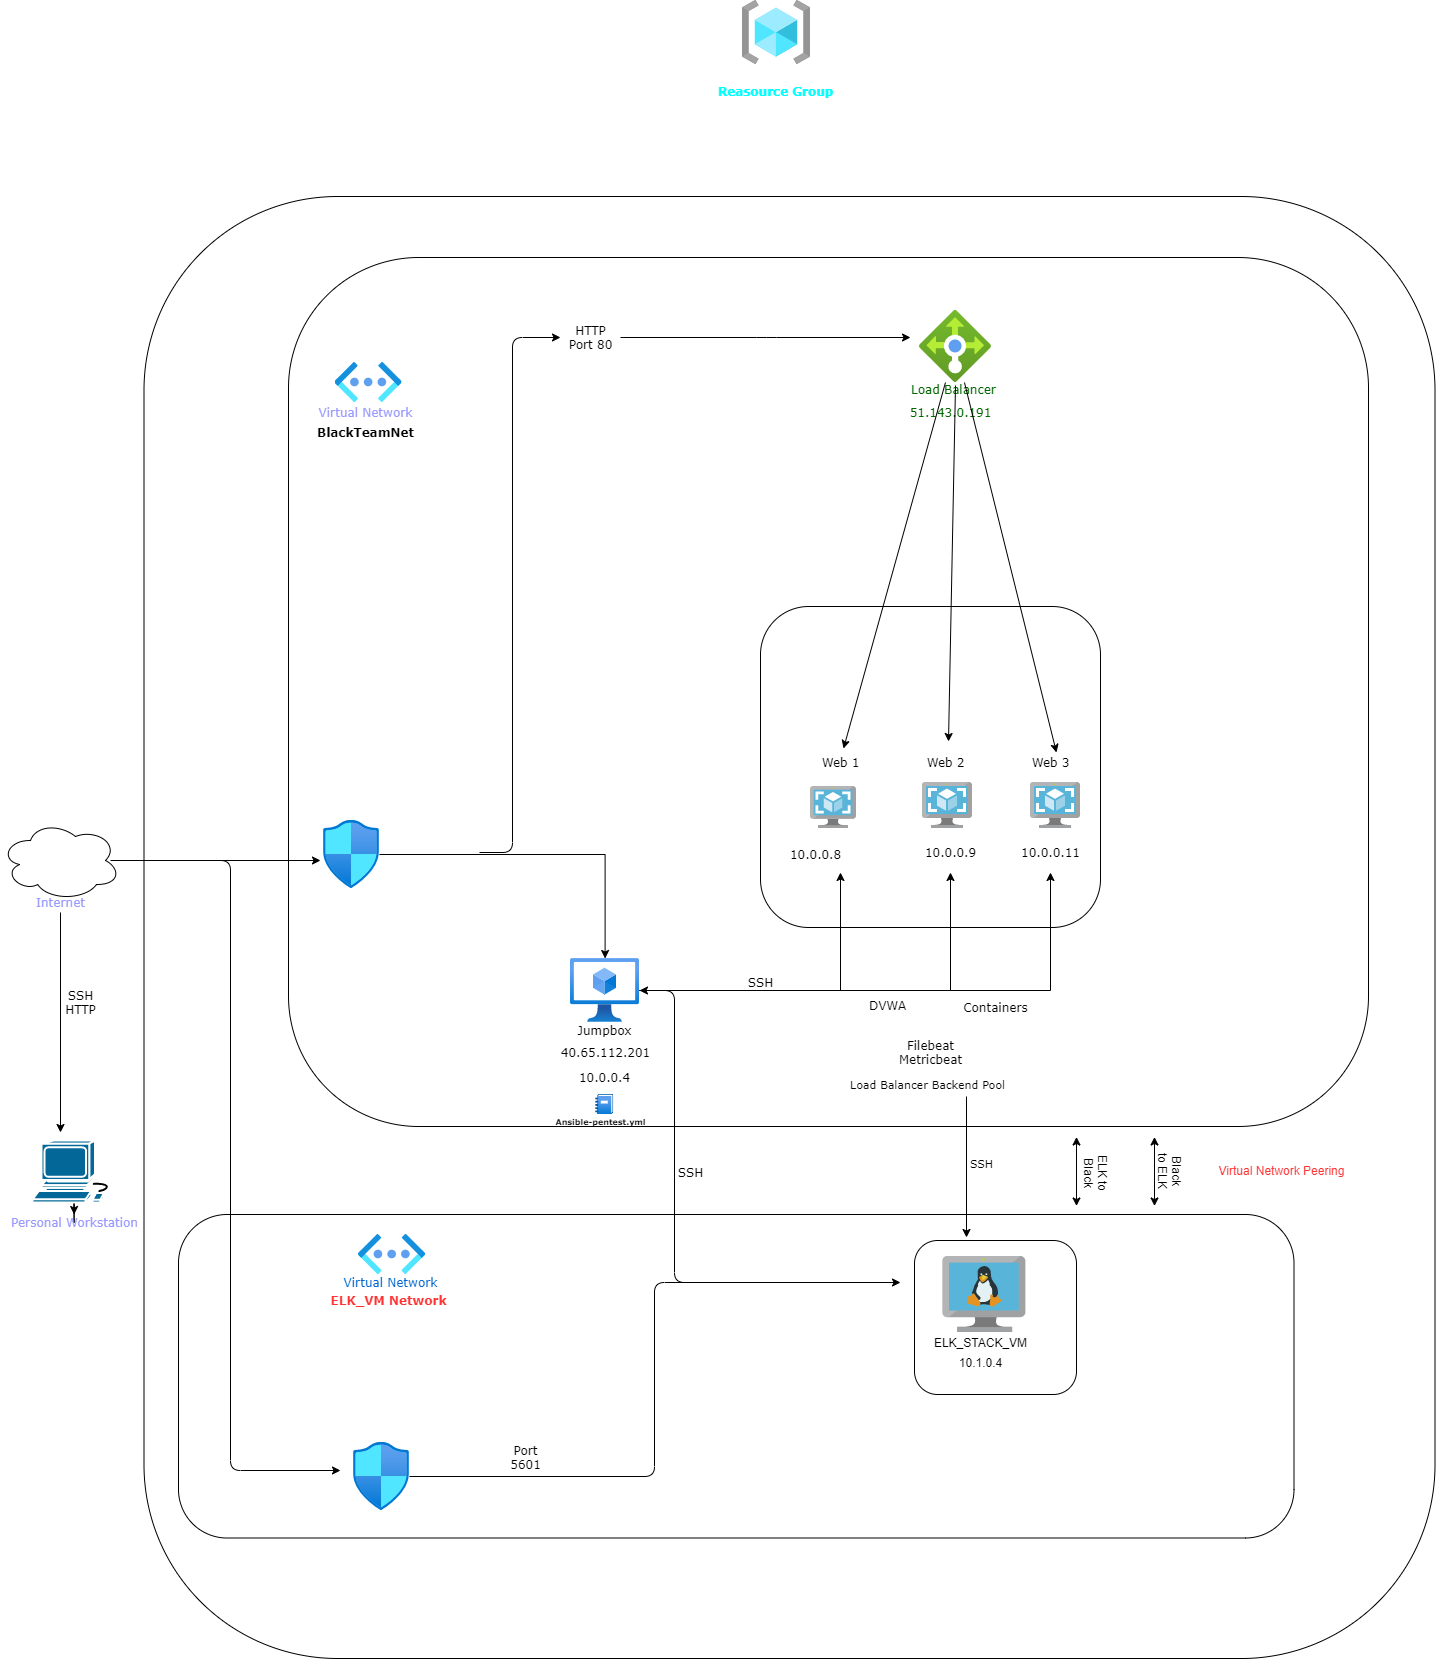 Reasource Group
HTTP
Port 80
Load Balancer
51.143.0.191
Virtual Network
BlackTeamNet
Web 1
Web 2
Web 3
10.0.0.8
10.0.0.9
10.0.0.11
Internet
SSH
HTTP
Personal Workstation
SSH
DVWA
Containers
Filebeat
Metricbeat
Load Balancer Backend Pool
Jumpbox
40.65.112.201
10.0.0.4
Ansible-pentest.yml
SSH
SSH
ELK to
Black
Black
to ELK
Virtual Network Peering
Virtual Network
ELK_VM Network
ELK_STACK_VM
10.1.0.4
Port
5601